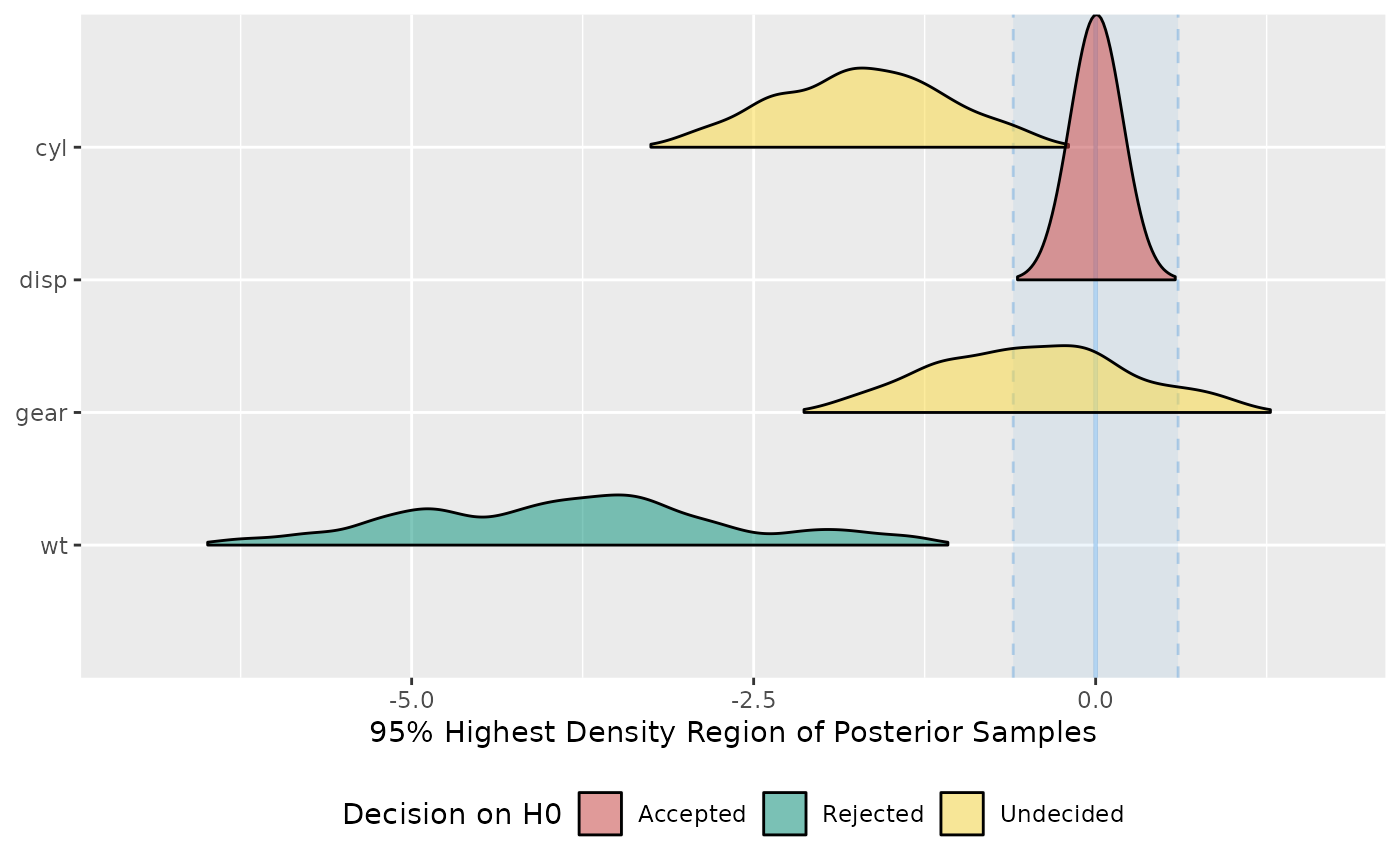 cyl
disp
gear
wt
-5.0 -2.5 0.0
95% Highest Density Region of Posterior Samples
Decision on H0 Accepted Rejected Undecided